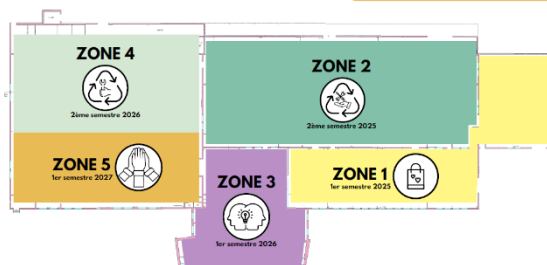 ZONE 4
2ème semestre 2026
ZONE 2
2ème semestre 2025
ZONE 5
1er semestre 2027
ZONE 3
1er semestre 2026
ZONE 1
1er semestre 2025